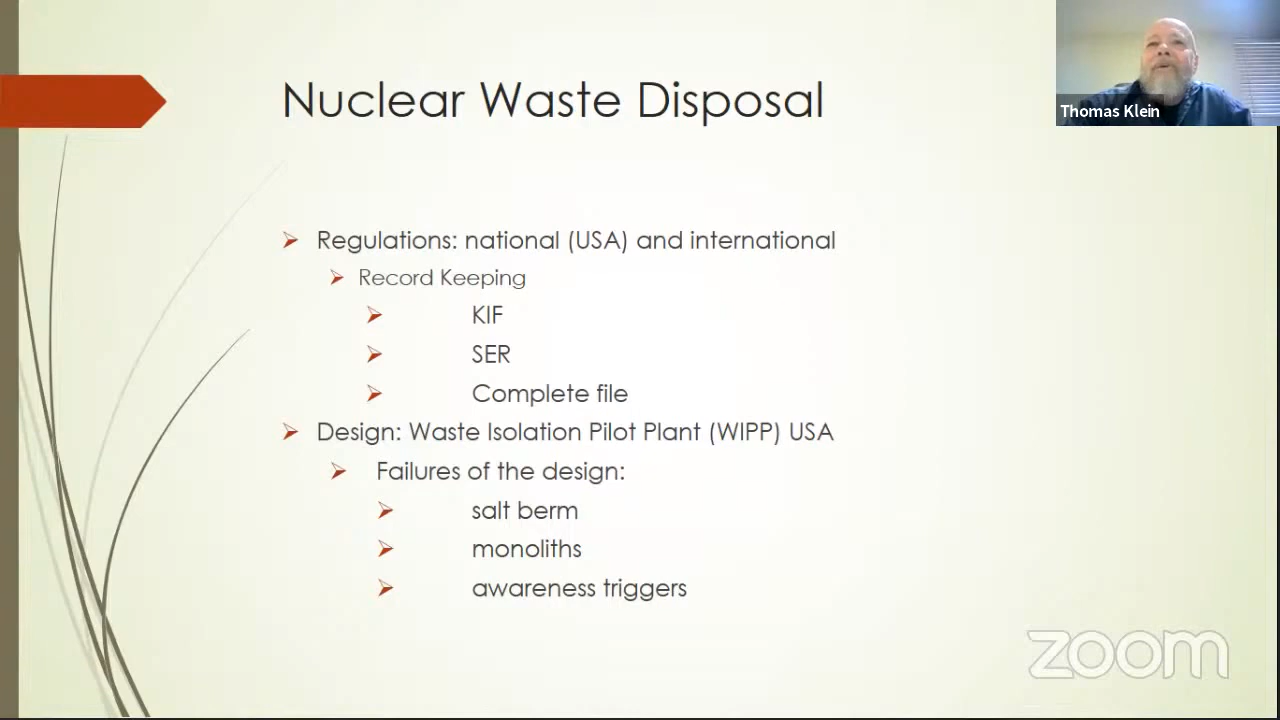 Nuclear Waste Disposal
Thomas Klein
Regulations: national (USA) and international
Record Keeping
KIF
SER
Complete file
Design: Waste Isolation Pilot Plant (WIPP) USA
Failures of the design:
salt berm
monoliths
awareness triggers
zoom